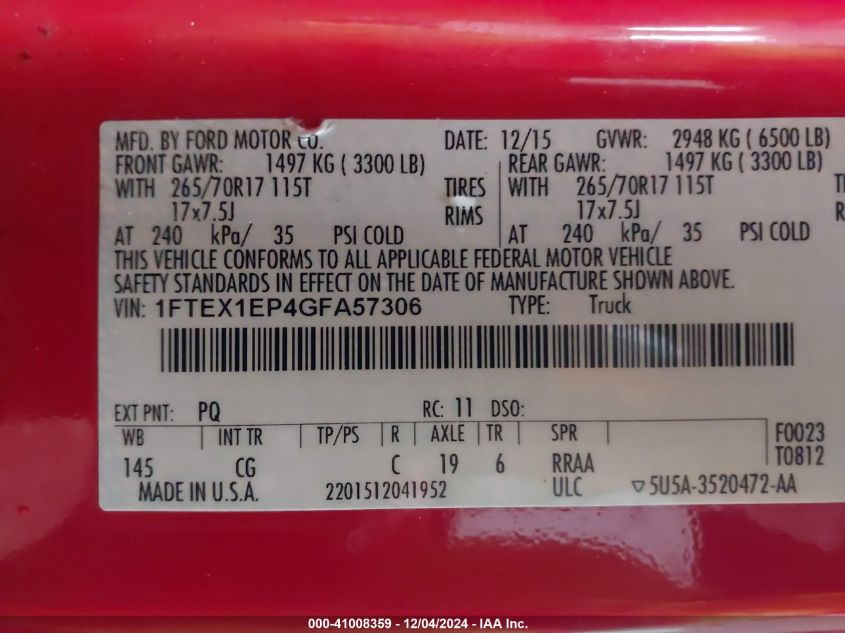 MFD. BY FORD MOTOR CO. DATE: 12/15 GVWR: 2948 KG ( 6500 LB)
FRONT GAWR: 1497 KG ( 3300 LB) REAR GAWR: 1497 KG ( 3300 LB)
WITH 265/70R17 115T TIRES WITH 265/70R17 115T TI
17x7.5J RIMS 17x7.5J R
AT 240 kPa/ 35 PSI COLD AT 240 kPa/ 35 PSI COLD
THIS VEHICLE CONFORMS TO ALL APPLICABLE FEDERAL MOTOR VEHICLE
SAFETY STANDARDS IN EFFECT ON THE DATE OF MANUFACTURE SHOWN ABOVE.
VIN: 1FTEX1EP4GFA57306 TYPE: Truck
EXT PNT: PQ RC: 11 DSO:
WB INT TR TP/PS R AXLE TR SPR F0023
145 CG C 19 6 RRAA T0812
MADE IN U.S.A. 2201512041952 ULC ▽5U5A-3520472-AA
000-41008359 - 12/04/2024 - IAA Inc.